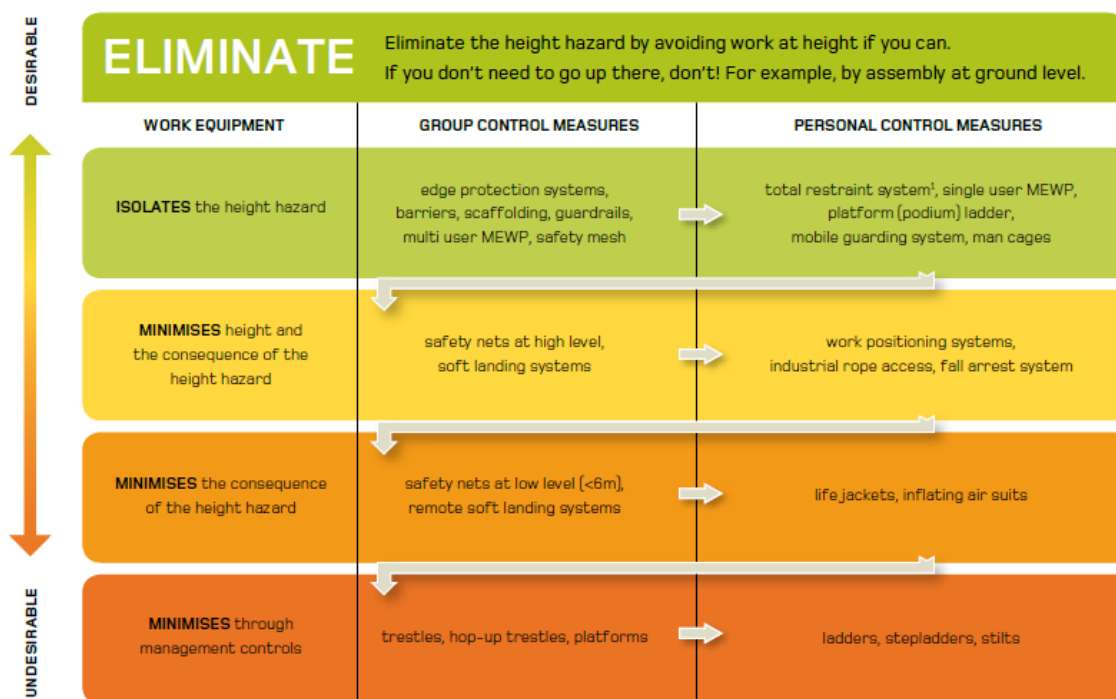 DESIRABLE
ELIMINATE
Eliminate the height hazard by avoiding work at height if you can.
If you don't need to go up there, don't! For example, by assembly at ground level.
WORK EQUIPMENT
GROUP CONTROL MEASURES
PERSONAL CONTROL MEASURES
ISOLATES the height hazard
edge protection systems,
barriers, scaffolding, guardrails,
multi user MEWP, safety mesh
total restraint system¹, single user MEWP,
platform (podium) ladder,
mobile guarding system, man cages
MINIMISES height and
the consequence of the
height hazard
safety nets at high level,
soft landing systems
work positioning systems,
industrial rope access, fall arrest system
MINIMISES the consequence
of the height hazard
safety nets at low level (<6m),
remote soft landing systems
life jackets, inflating air suits
MINIMISES through
management controls
trestles, hop-up trestles, platforms
ladders, stepladders, stilts
UNDESIRABLE